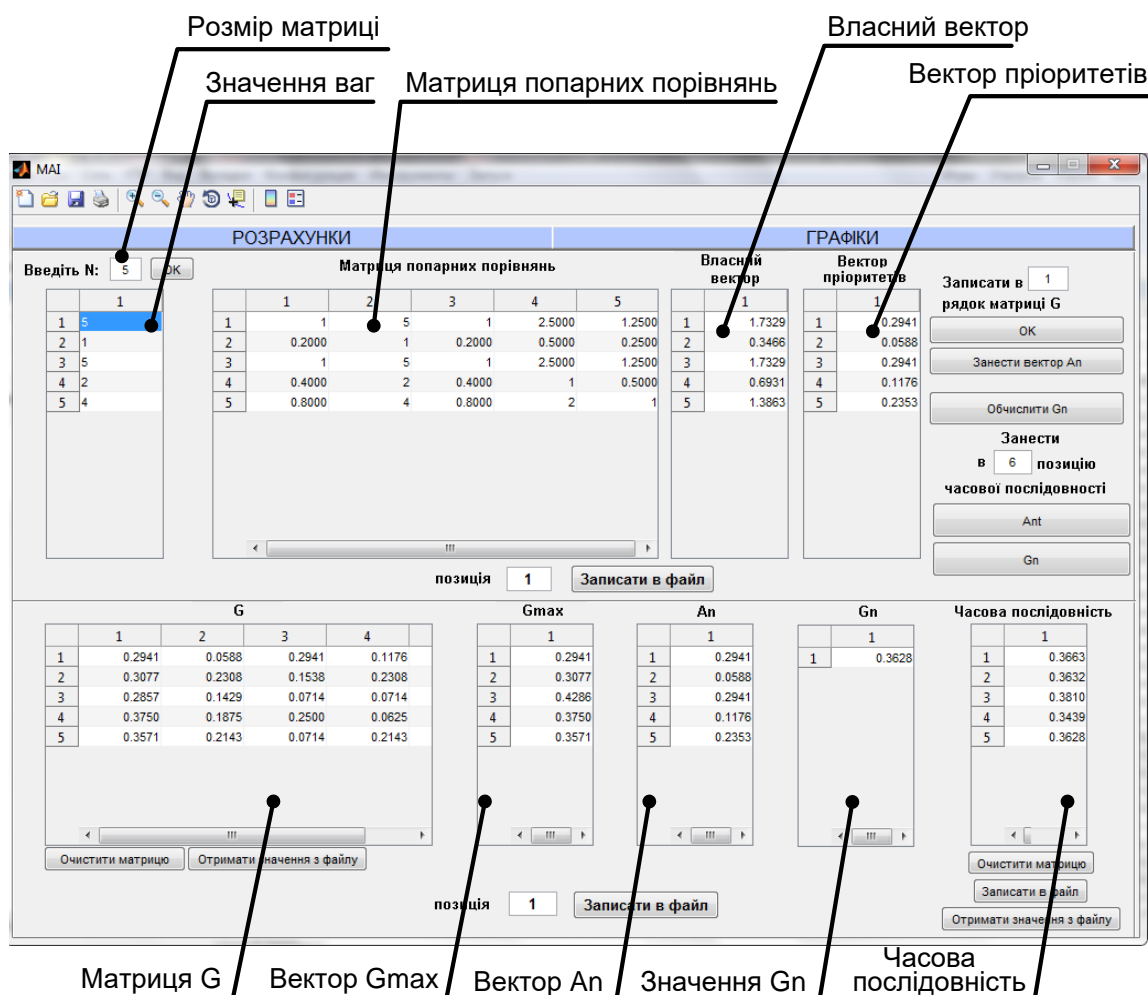 Розмір матриці
Власний вектор
Значення ваг
Матриця попарних порівнянь
Вектор пріоритетів
MAI
РОЗРАХУНКИ
ГРАФІКИ
Введіть N: 5 OK
Матриця попарних порівнянь
Власний вектор
Вектор пріоритетів
Записати в 1
рядок матриці G
OK
Занести вектор An
Обчислити Gn
Занести
в 6 позицію
часової послідовності
Ant
Gn
1
1 5
2 1
3 5
4 2
5 4
1 2 3 4 5
1 1 5 1 2.5000 1.2500
2 0.2000 1 0.2000 0.5000 0.2500
3 1 5 1 2.5000 1.2500
4 0.4000 2 0.4000 1 0.5000
5 0.8000 4 0.8000 2 1
1
1 1.7329
2 0.3466
3 1.7329
4 0.6931
5 1.3863
1
1 0.2941
2 0.0588
3 0.2941
4 0.1176
5 0.2353
позиція 1 Записати в файл
G
1 2 3 4
1 0.2941 0.0588 0.2941 0.1176
2 0.3077 0.2308 0.1538 0.2308
3 0.2857 0.1429 0.0714 0.0714
4 0.3750 0.1875 0.2500 0.0625
5 0.3571 0.2143 0.0714 0.2143
Очистити матрицю Отримати значення з файлу
Gmax
1
1 0.2941
2 0.3077
3 0.4286
4 0.3750
5 0.3571
An
1
1 0.2941
2 0.0588
3 0.2941
4 0.1176
5 0.2353
Gn
1
1 0.3628
Часова послідовність
1
1 0.3663
2 0.3632
3 0.3810
4 0.3439
5 0.3628
Очистити матрицю
Записати в файл
Отримати значення з файлу
позиція 1 Записати в файл
Матриця G
Вектор Gmax
Вектор An
Значення Gn
Часова
послідовність